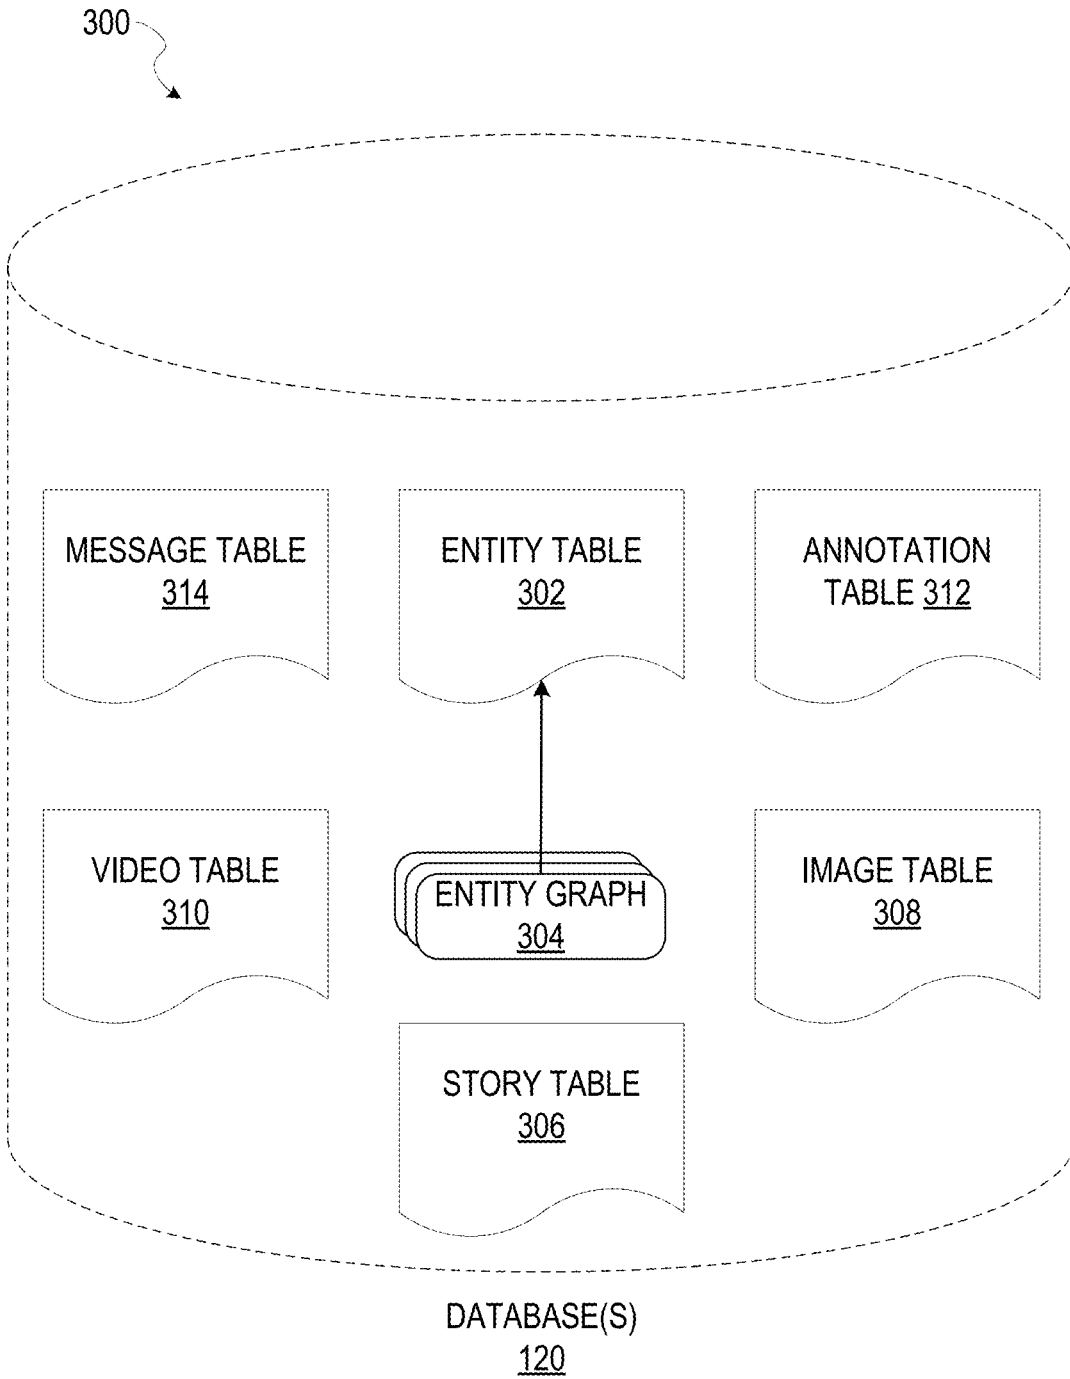 300
MESSAGE TABLE
314
ENTITY TABLE
302
ANNOTATION
TABLE 312
VIDEO TABLE
310
ENTITY GRAPH
304
IMAGE TABLE
308
STORY TABLE
306
DATABASE(S)
120